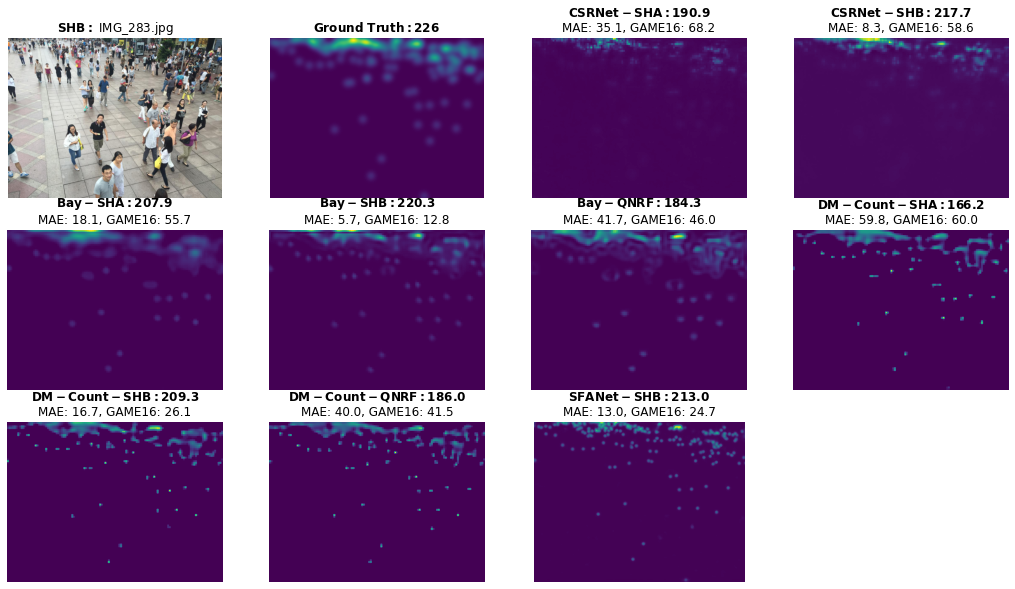 SHB: IMG_283.jpg
Ground Truth: 226
CSRNet − SHA: 190.9
MAE: 35.1, GAME16: 68.2
CSRNet − SHB: 217.7
MAE: 8.3, GAME16: 58.6
Bay − SHA: 207.9
MAE: 18.1, GAME16: 55.7
Bay − SHB: 220.3
MAE: 5.7, GAME16: 12.8
Bay − QNRF: 184.3
MAE: 41.7, GAME16: 46.0
DM − Count − SHA: 166.2
MAE: 59.8, GAME16: 60.0
DM − Count − SHB: 209.3
MAE: 16.7, GAME16: 26.1
DM − Count − QNRF: 186.0
MAE: 40.0, GAME16: 41.5
SFANet − SHB: 213.0
MAE: 13.0, GAME16: 24.7